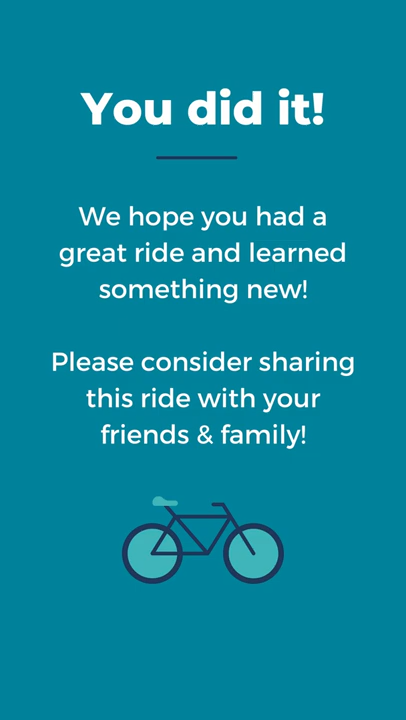 You did it!
We hope you had a
great ride and learned
something new!
Please consider sharing
this ride with your
friends & family!